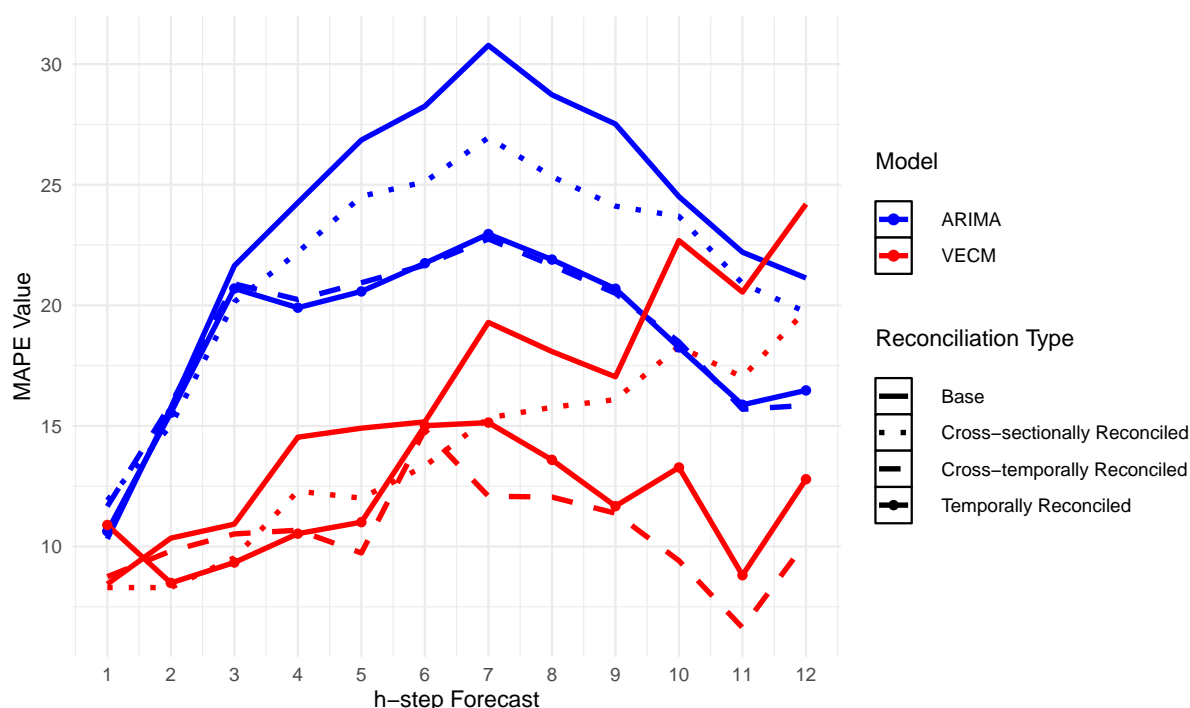 30
25
20
15
10
MAPE Value
1 2 3 4 5 6 7 8 9 10 11 12
h−step Forecast
Model
ARIMA
VECM
Reconciliation Type
Base
Cross−sectionally Reconciled
Cross−temporally Reconciled
Temporally Reconciled